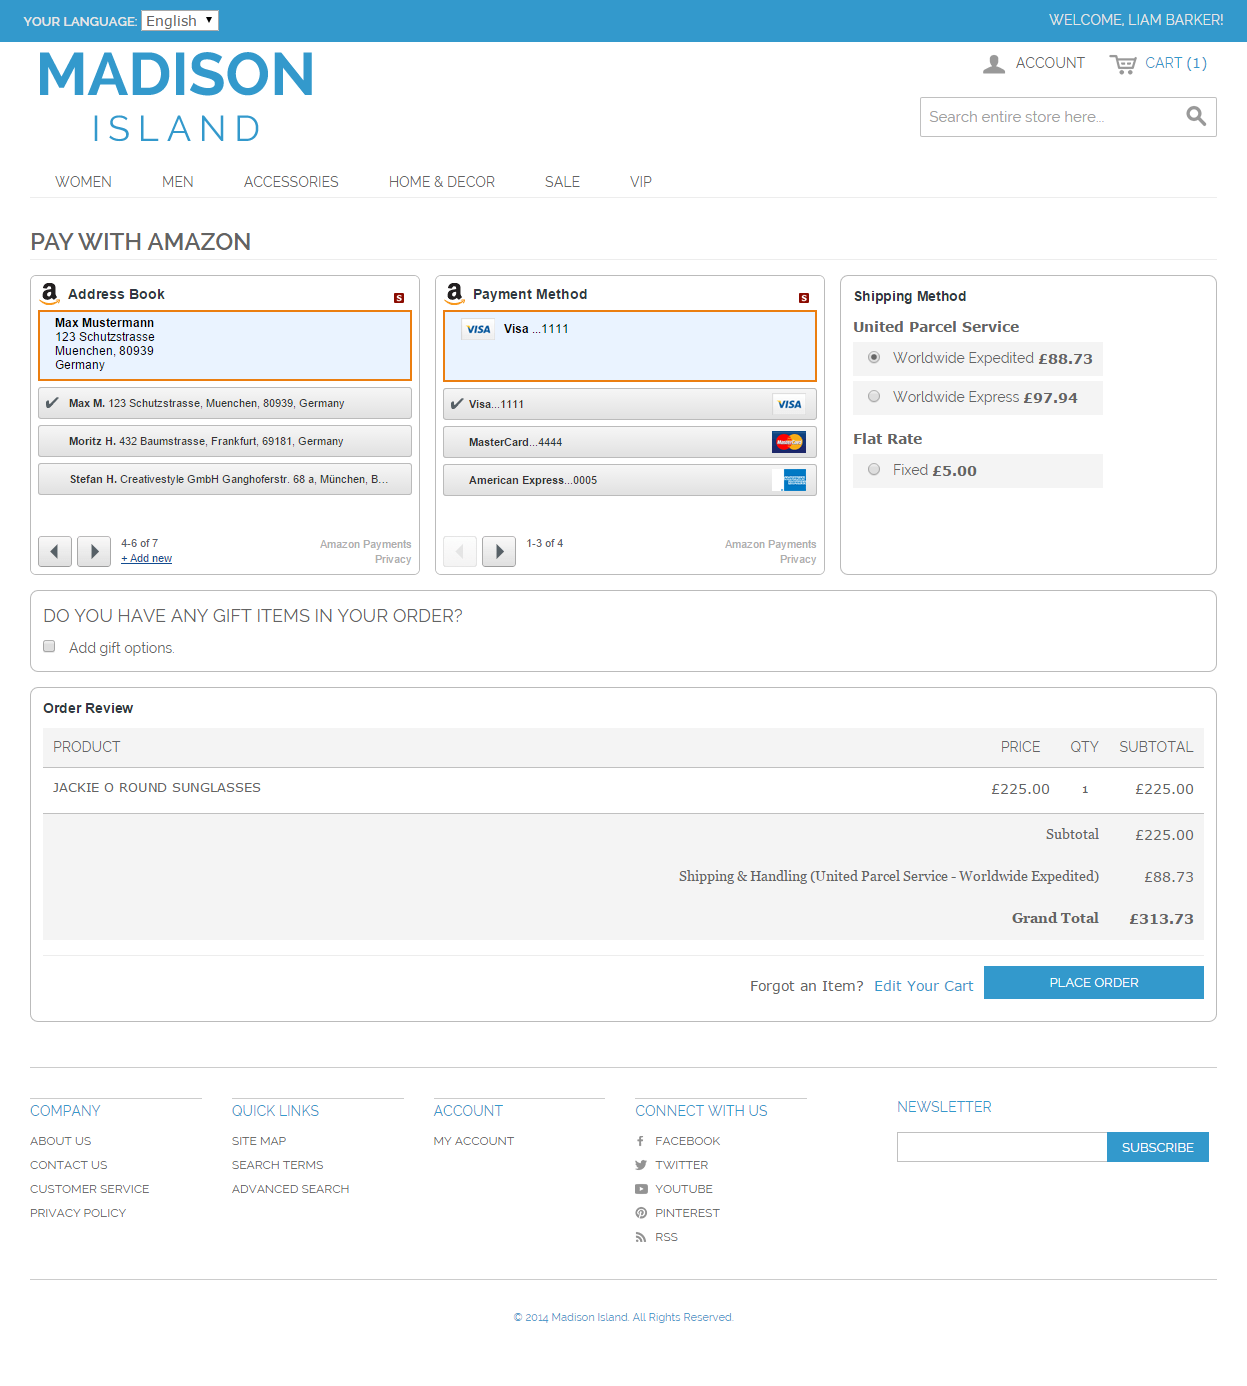 YOUR LANGUAGE: English
WELCOME, LIAM BARKER!
MADISON
ISLAND
ACCOUNT
CART (1)
Search entire store here...
WOMEN MEN ACCESSORIES HOME & DECOR SALE VIP
PAY WITH AMAZON
a Address Book S
Max Mustermann
123 Schutzstrasse
Muenchen, 80939
Germany
Max M. 123 Schutzstrasse, Muenchen, 80939, Germany
Moritz H. 432 Baumstrasse, Frankfurt, 69181, Germany
Stefan H. Creativestyle GmbH Ganghoferstr. 68 a, München, B...
4-6 of 7
+ Add new
Amazon Payments
Privacy
a Payment Method S
VISA Visa ...1111
Visa...1111 VISA
MasterCard...4444 MasterCard
American Express...0005
1-3 of 4
Amazon Payments
Privacy
Shipping Method
United Parcel Service
Worldwide Expedited £88.73
Worldwide Express £97.94
Flat Rate
Fixed £5.00
DO YOU HAVE ANY GIFT ITEMS IN YOUR ORDER?
Add gift options.
Order Review
PRODUCT PRICE QTY SUBTOTAL
JACKIE O ROUND SUNGLASSES £225.00 1 £225.00
Subtotal £225.00
Shipping & Handling (United Parcel Service - Worldwide Expedited) £88.73
Grand Total £313.73
Forgot an Item? Edit Your Cart PLACE ORDER
COMPANY
ABOUT US
CONTACT US
CUSTOMER SERVICE
PRIVACY POLICY
QUICK LINKS
SITE MAP
SEARCH TERMS
ADVANCED SEARCH
ACCOUNT
MY ACCOUNT
CONNECT WITH US
FACEBOOK
TWITTER
YOUTUBE
PINTEREST
RSS
NEWSLETTER
SUBSCRIBE
© 2014 Madison Island. All Rights Reserved.